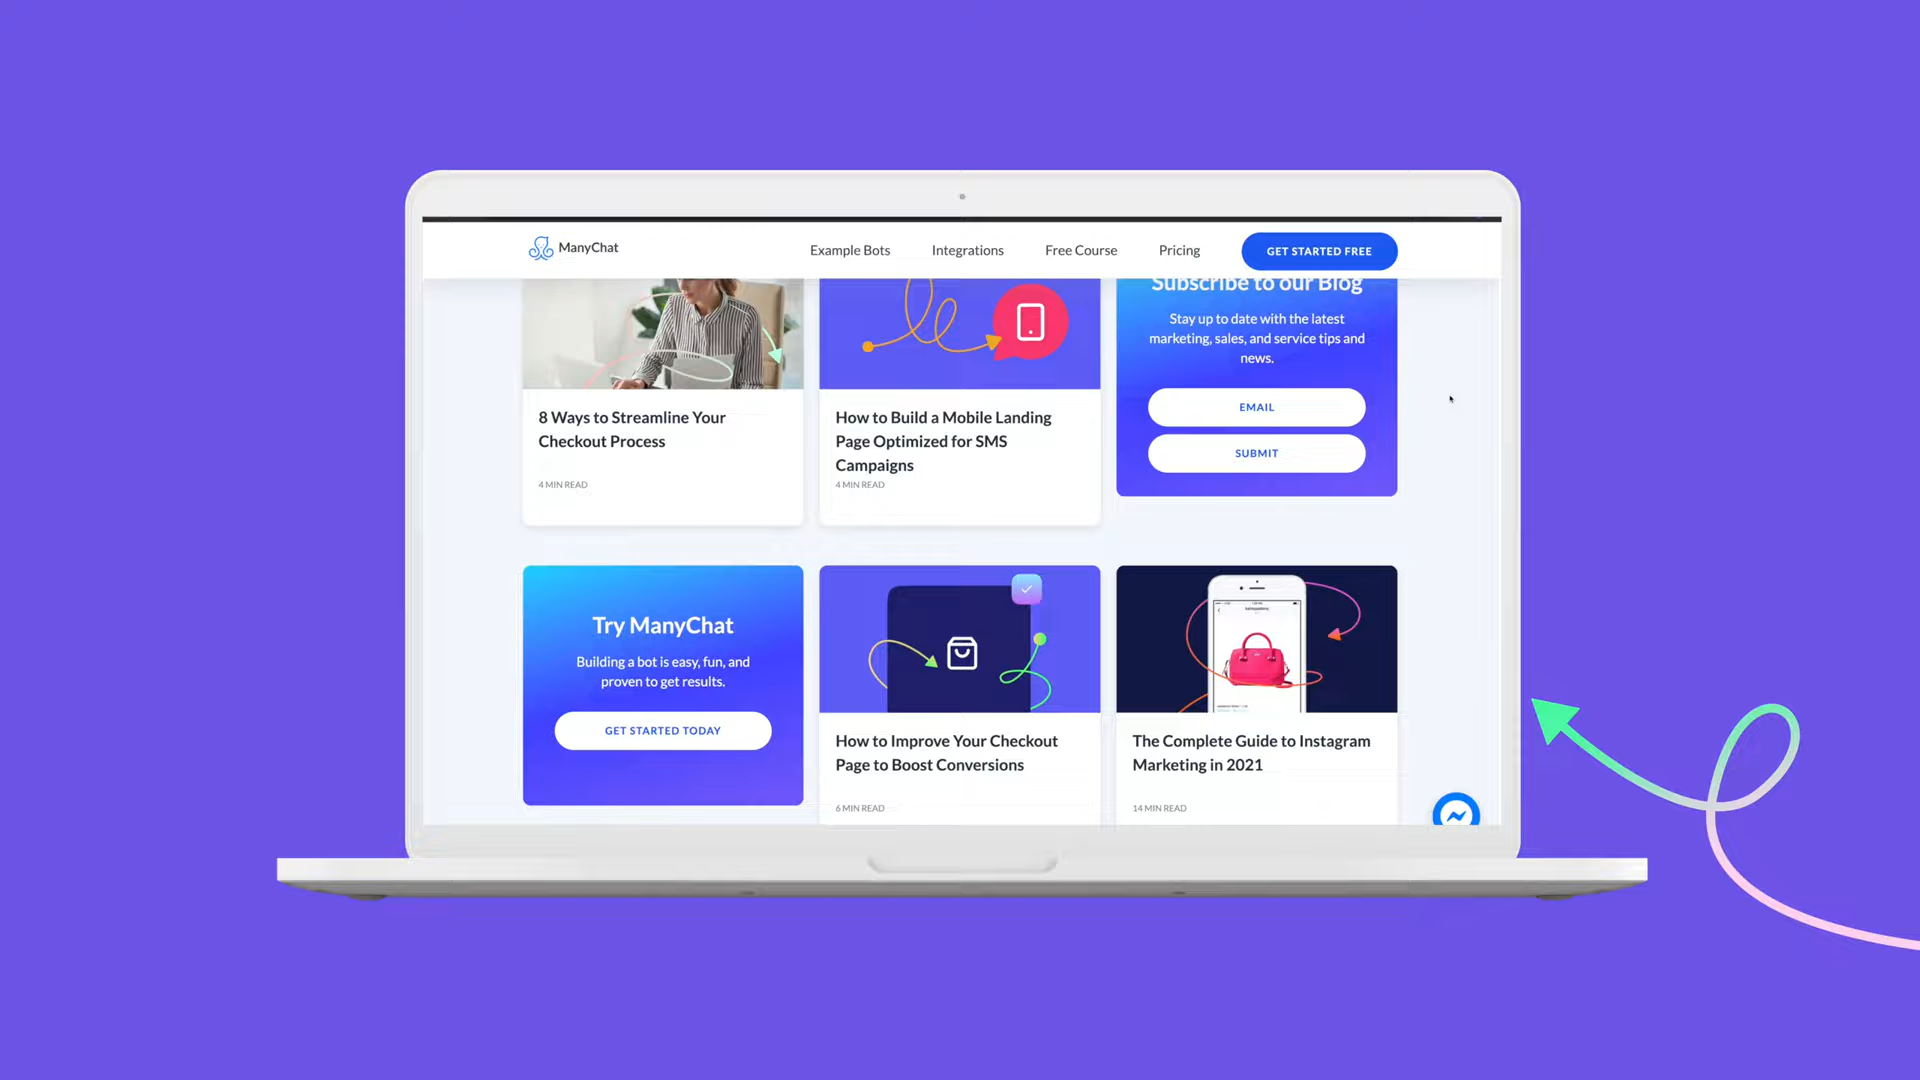 ManyChat
Example Bots
Integrations
Free Course
Pricing
GET STARTED FREE
8 Ways to Streamline Your
Checkout Process
4 MIN READ
How to Build a Mobile Landing
Page Optimized for SMS
Campaigns
4 MIN READ
Subscribe to our Blog
Stay up to date with the latest
marketing, sales, and service tips and
news.
EMAIL
SUBMIT
Try ManyChat
Building a bot is easy, fun, and
proven to get results.
GET STARTED TODAY
How to Improve Your Checkout
Page to Boost Conversions
6 MIN READ
The Complete Guide to Instagram
Marketing in 2021
14 MIN READ